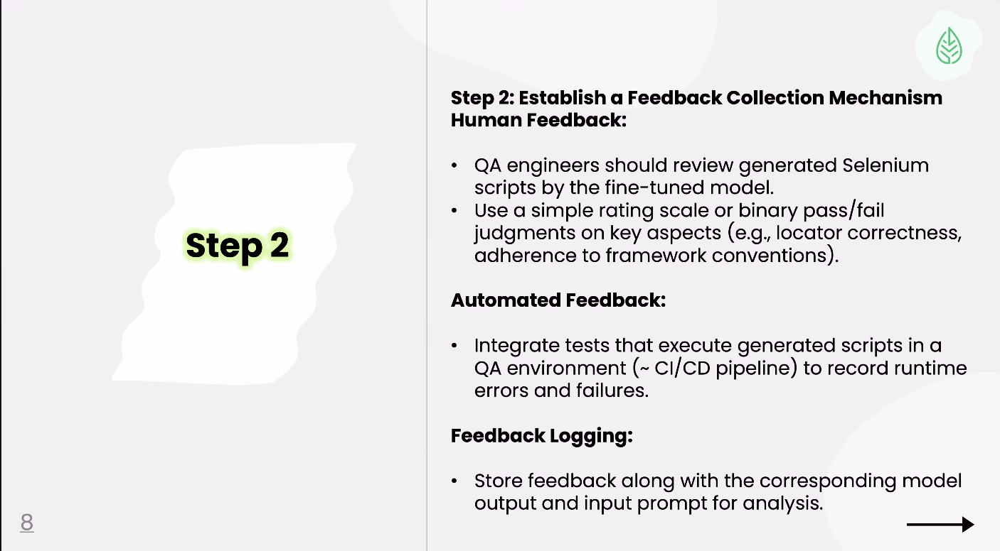 Step 2
Step 2: Establish a Feedback Collection Mechanism
Human Feedback:
• QA engineers should review generated Selenium
scripts by the fine-tuned model.
• Use a simple rating scale or binary pass/fail
judgments on key aspects (e.g., locator correctness,
adherence to framework conventions).
Automated Feedback:
• Integrate tests that execute generated scripts in a
QA environment (~ CI/CD pipeline) to record runtime
errors and failures.
Feedback Logging:
• Store feedback along with the corresponding model
output and input prompt for analysis.
8